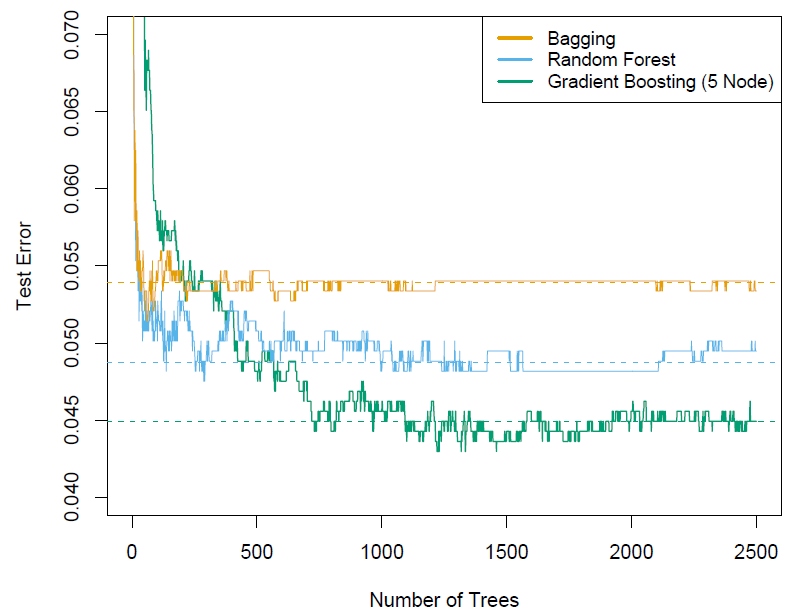 Bagging
Random Forest
Gradient Boosting (5 Node)
Test Error
0.070
0.065
0.060
0.055
0.050
0.045
0.040
0 500 1000 1500 2000 2500
Number of Trees